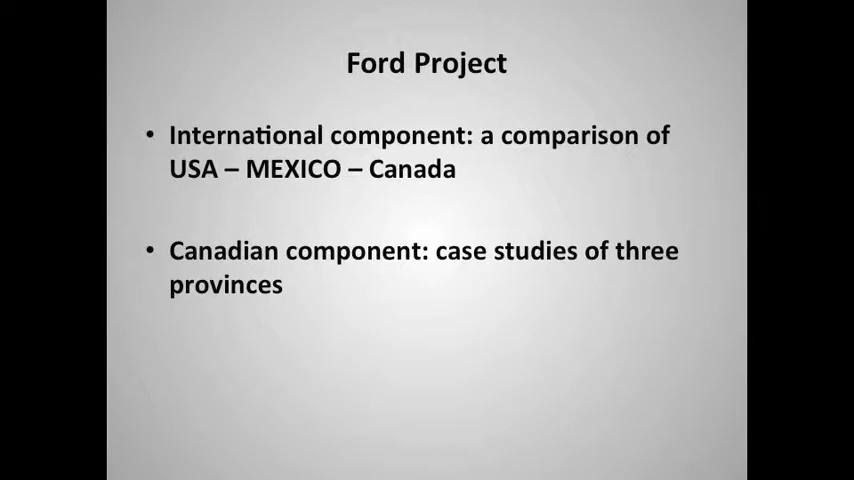 Ford Project
• International component: a comparison of
USA – MEXICO – Canada
• Canadian component: case studies of three
provinces